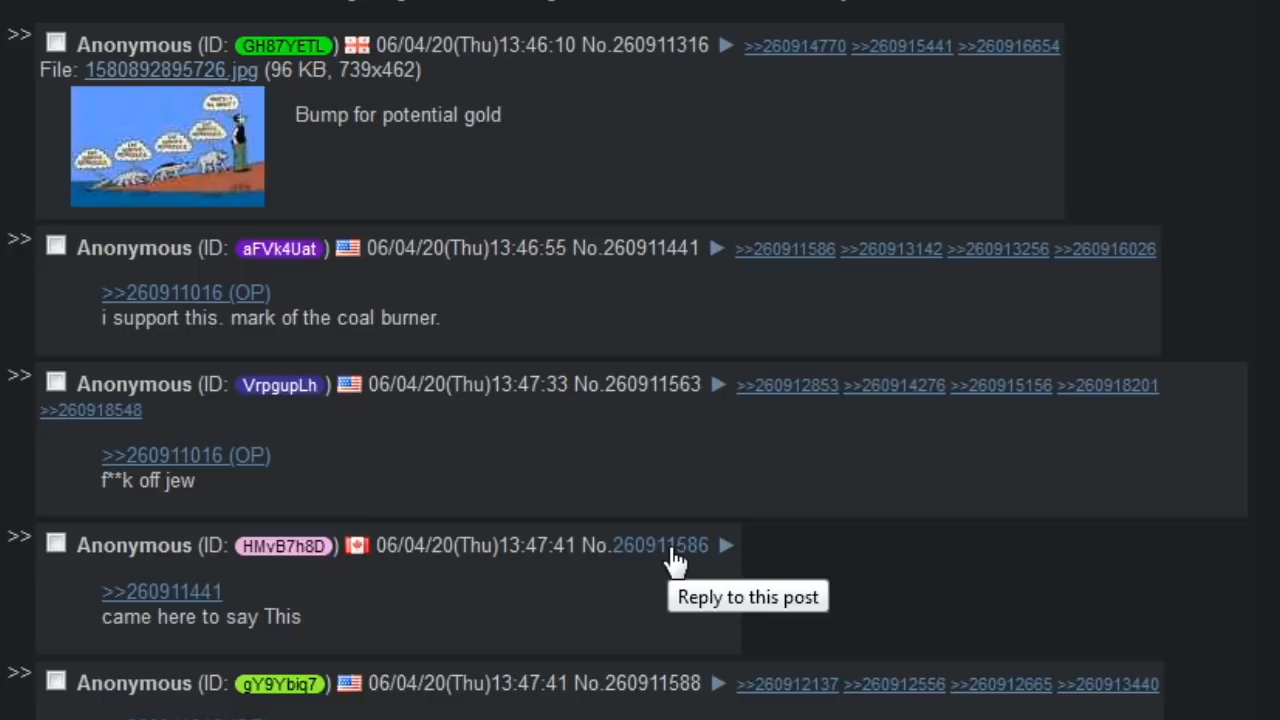 >> Anonymous (ID: GH87YETL) 06/04/20(Thu)13:46:10 No.260911316 ▶ >>260914770 >>260915441 >>260916654
File: 1580892895726.jpg (96 KB, 739x462)
Bump for potential gold
>> Anonymous (ID: aFVk4Uat) 06/04/20(Thu)13:46:55 No.260911441 ▶ >>260911586 >>260913142 >>260913256 >>260916026
>>260911016 (OP)
i support this. mark of the coal burner.
>> Anonymous (ID: VrpgupLh) 06/04/20(Thu)13:47:33 No.260911563 ▶ >>260912853 >>260914276 >>260915156 >>260918201
>>260918548
>>260911016 (OP)
f**k off jew
>> Anonymous (ID: HMvB7h8D) 06/04/20(Thu)13:47:41 No.260911586 ▶
Reply to this post
>>260911441
came here to say This
>> Anonymous (ID: gY9Ybiq7) 06/04/20(Thu)13:47:41 No.260911588 ▶ >>260912137 >>260912556 >>260912665 >>260913440